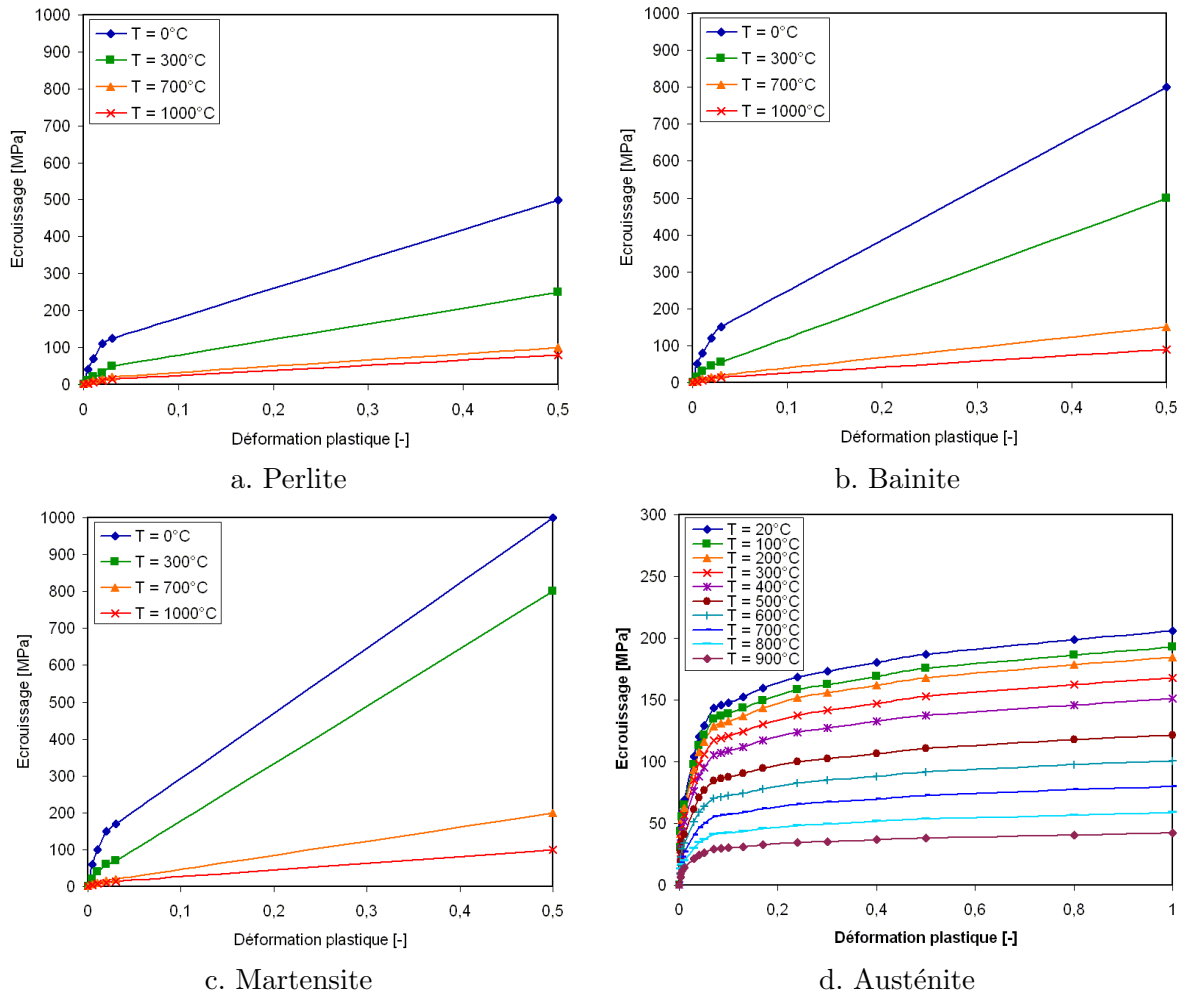 1000
900
800
700
600
500
400
300
200
100
0
Ecrouissage [MPa]
T = 0°C
T = 300°C
T = 700°C
T = 1000°C
0 0,1 0,2 0,3 0,4 0,5
Déformation plastique [-]
a. Perlite
1000
900
800
700
600
500
400
300
200
100
0
Ecrouissage [MPa]
T = 0°C
T = 300°C
T = 700°C
T = 1000°C
0 0,1 0,2 0,3 0,4 0,5
Déformation plastique [-]
b. Bainite
1000
900
800
700
600
500
400
300
200
100
0
Ecrouissage [MPa]
T = 0°C
T = 300°C
T = 700°C
T = 1000°C
0 0,1 0,2 0,3 0,4 0,5
Déformation plastique [-]
c. Martensite
300
250
200
150
100
50
0
Ecrouissage [MPa]
T = 20°C
T = 100°C
T = 200°C
T = 300°C
T = 400°C
T = 500°C
T = 600°C
T = 700°C
T = 800°C
T = 900°C
0 0,2 0,4 0,6 0,8 1
Déformation plastique [-]
d. Austénite